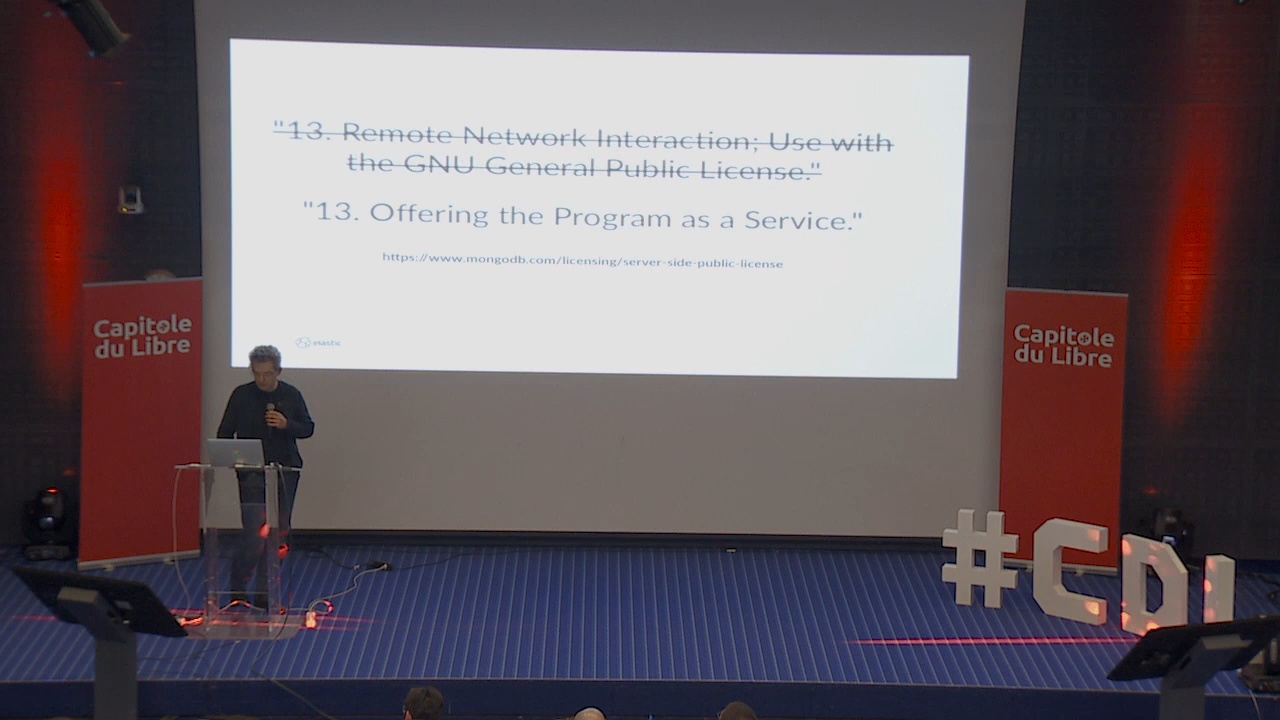 "13. Remote Network Interaction; Use with
the GNU General Public License."
"13. Offering the Program as a Service."
https://www.mongodb.com/licensing/server-side-public-license
elastic
Capitole
du Libre
Capitole
du Libre
#CDL